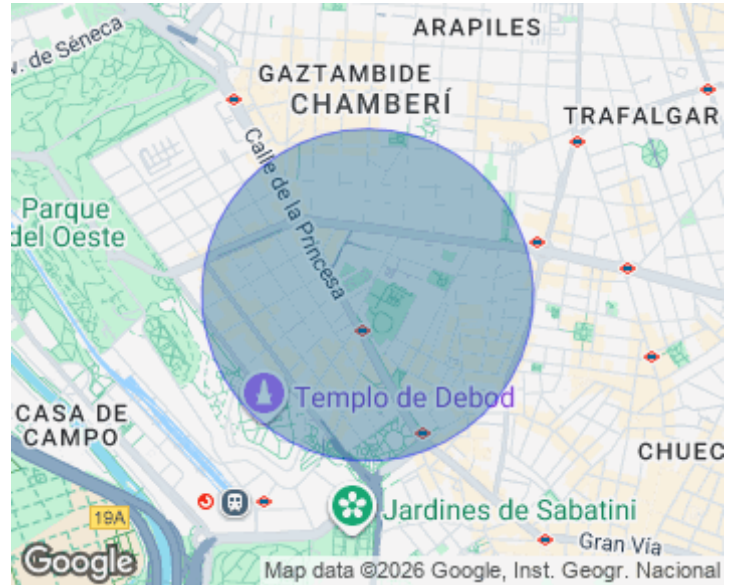 ARAPILES
v. de Séneca
GAZTAMBIDE
CHAMBERÍ
TRAFALGAR
Calle de la Princesa
Parque
del Oeste
Templo de Debod
CASA DE
CAMPO
CHUEC
19A
Jardines de Sabatini
Gran Vía
Google
Map data ©2026 Google, Inst. Geogr. Nacional